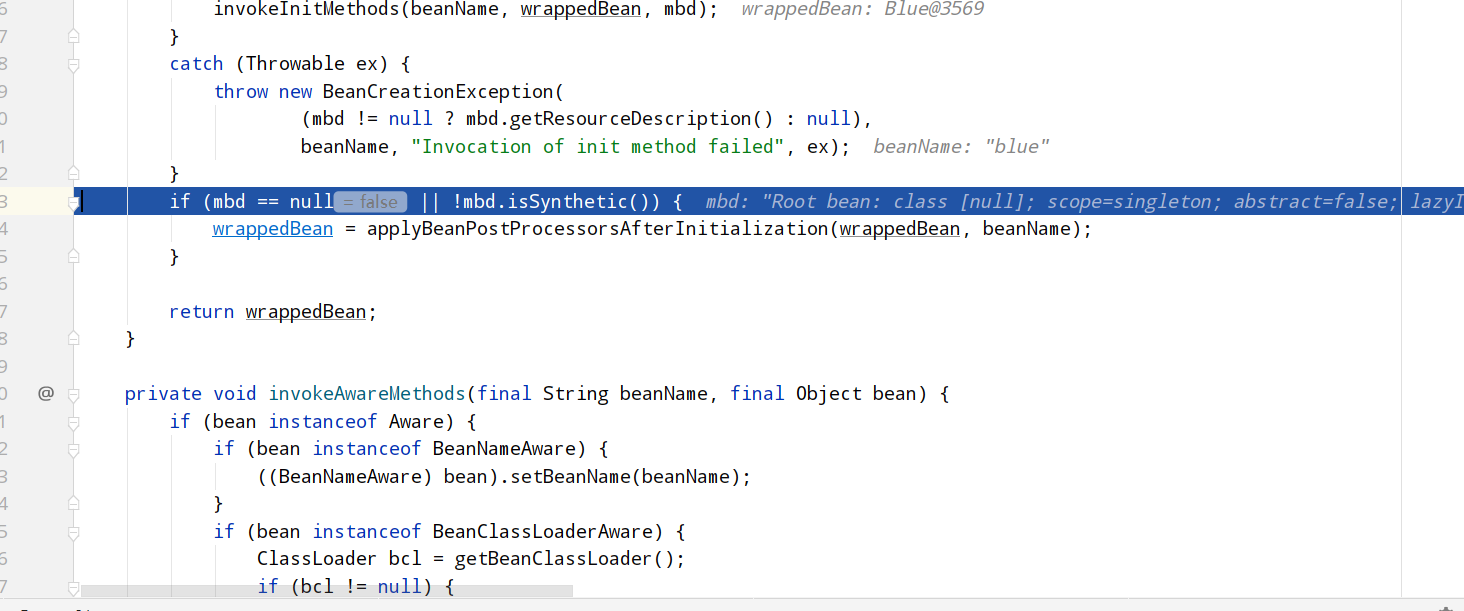 6 invokeInitMethods(beanName, wrappedBean, mbd);  wrappedBean: Blue@3569
7 }
8 catch (Throwable ex) {
9 throw new BeanCreationException(
0 (mbd != null ? mbd.getResourceDescription() : null),
1 beanName, "Invocation of init method failed", ex);  beanName: "blue"
2 }
3 if (mbd == null = false || !mbd.isSynthetic()) {  mbd: "Root bean: class [null]; scope=singleton; abstract=false; lazyI
4 wrappedBean = applyBeanPostProcessorsAfterInitialization(wrappedBean, beanName);
5 }
6
7 return wrappedBean;
8 }
9
0 @ private void invokeAwareMethods(final String beanName, final Object bean) {
1 if (bean instanceof Aware) {
2 if (bean instanceof BeanNameAware) {
3 ((BeanNameAware) bean).setBeanName(beanName);
4 }
5 if (bean instanceof BeanClassLoaderAware) {
6 ClassLoader bcl = getBeanClassLoader();
7 if (bcl != null) {